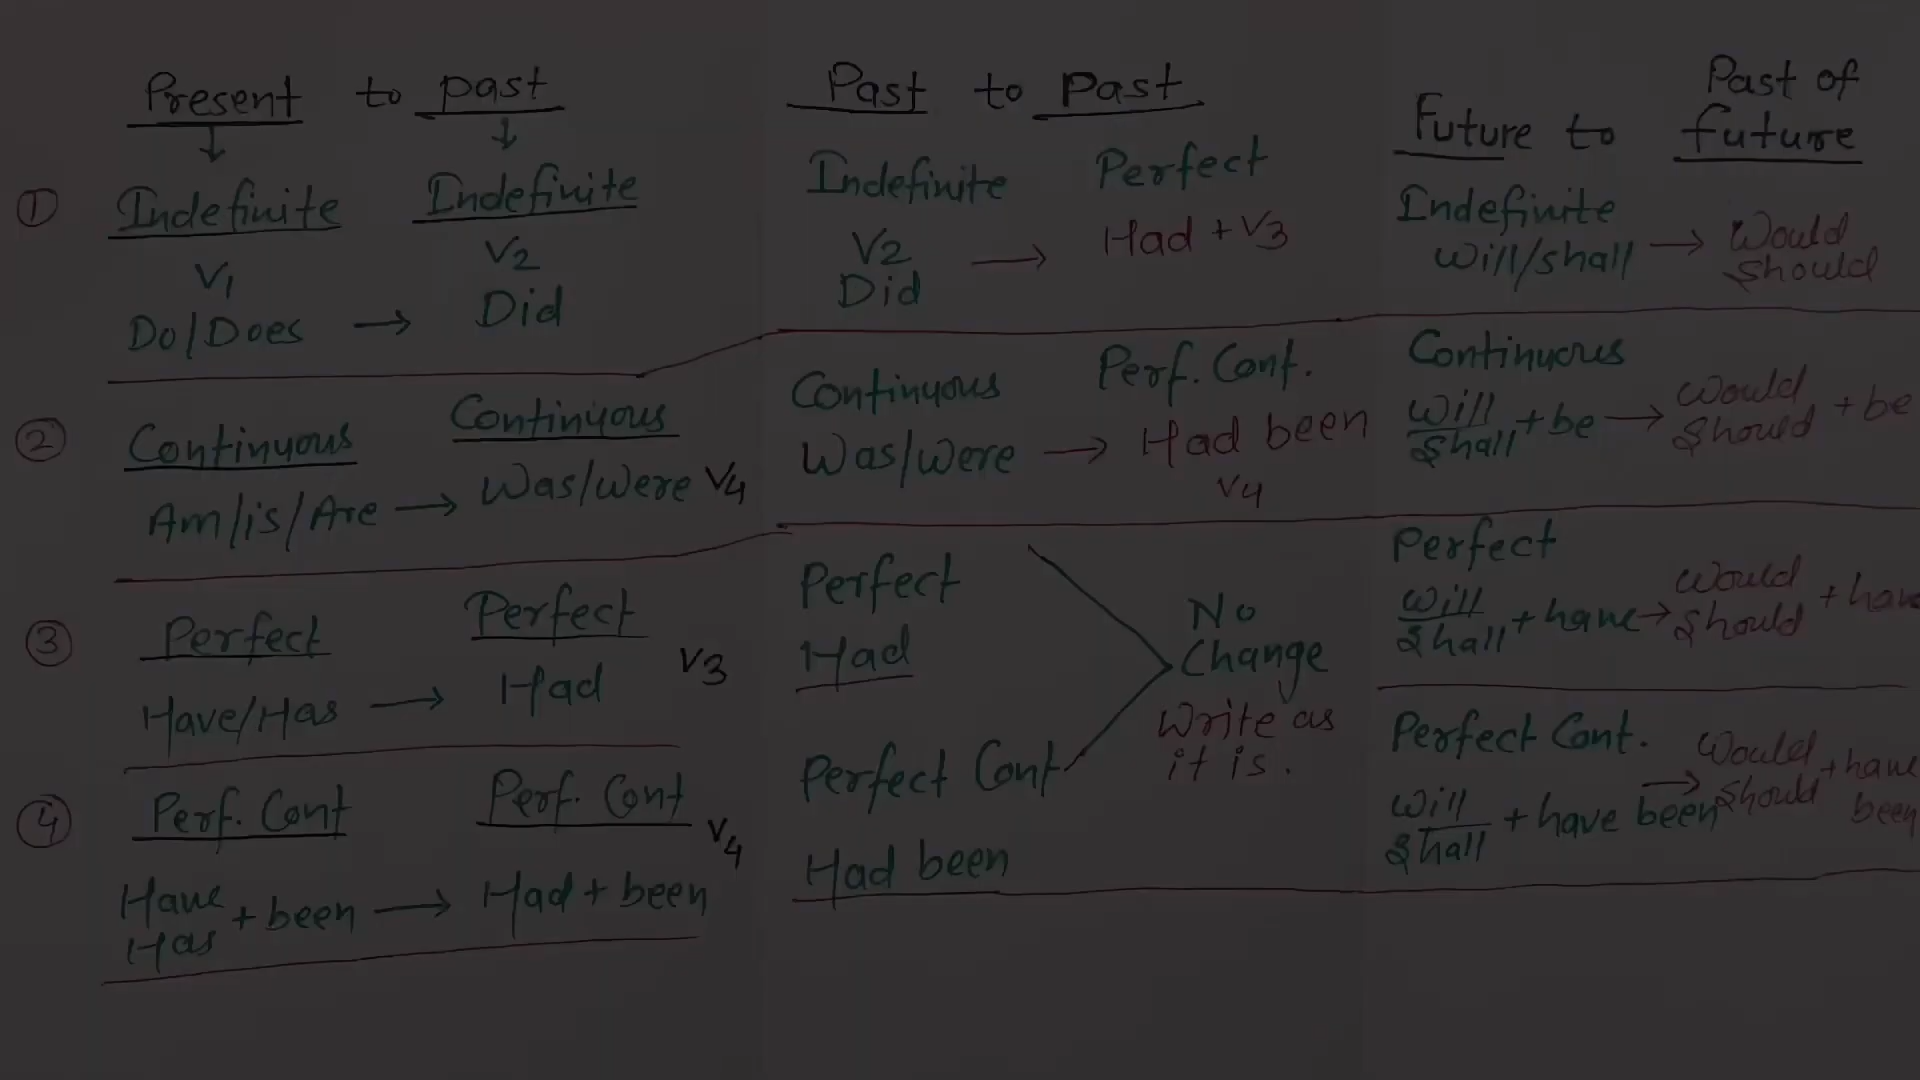 Present to past
① Indefinite Indefinite
V1 V2
Do/Does → Did
② Continuous Continuous
Am/is/Are → Was/Were V4
③ Perfect Perfect
Have/Has → Had V3
④ Perf. Cont Perf. Cont
V4
Have
Has + been → Had + been
Past to Past
Indefinite Perfect
V2 → Had + V3
Did
Continuous Perf. Cont.
Was/Were → Had been
V4
Perfect
Had
No
Change
Write as
it is.
Perfect Cont
Had been
Future to Past of
future
Indefinite
Will/shall → Would
Should
Continuous
Will
Shall + be → Would
Should + be
Perfect
Will
Shall + have → Would
Should + have
Perfect Cont.
Will
Shall + have been → Would
Should + have
been